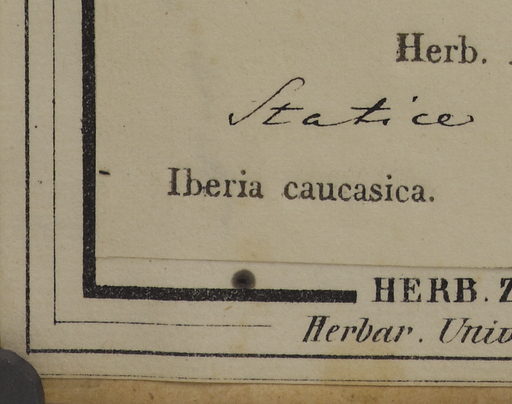 Herb.
Statice
Iberia caucasica.
HERB. Z
Herbar. Univ